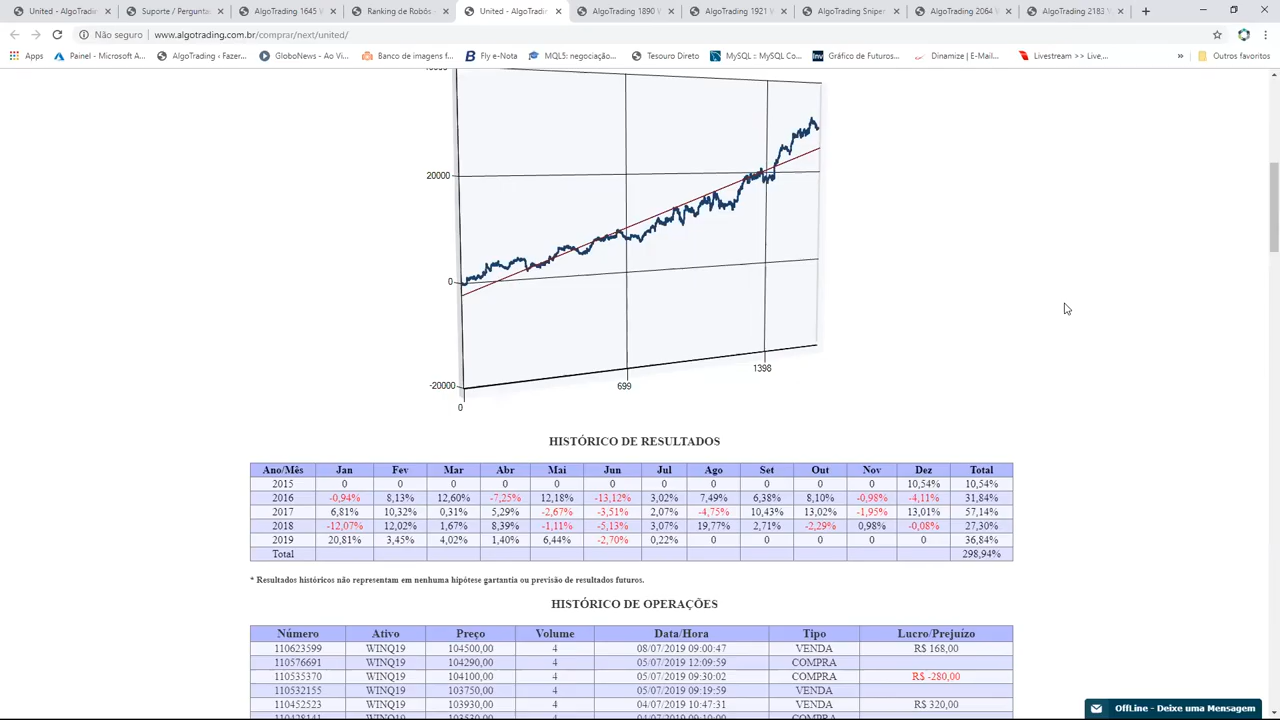 United - AlgoTradin
Suporte / Pergunta
AlgoTrading 1645 V
Ranking de Robôs
United - AlgoTradin
AlgoTrading 1890 V
AlgoTrading 1921 V
AlgoTrading Sniper
AlgoTrading 2064 V
AlgoTrading 2183 V
Não seguro www.algotrading.com.br/comprar/next/united/
Apps
Painel - Microsoft A...
AlgoTrading ‹ Fazer...
GloboNews - Ao Vi...
Banco de imagens f...
Fly e-Nota
MQL5: negociação...
Tesouro Direto
MySQL :: MySQL Co...
Gráfico de Futuros...
Dinamize | E-Mail...
Livestream >> Live,...
»
Outros favoritos
20000
0
-20000
0
699
1398
HISTÓRICO DE RESULTADOS
Ano/Mês Jan Fev Mar Abr Mai Jun Jul Ago Set Out Nov Dez Total
2015 0 0 0 0 0 0 0 0 0 0 0 10,54% 10,54%
2016 -0,94% 8,13% 12,60% -7,25% 12,18% -13,12% 3,02% 7,49% 6,38% 8,10% -0,98% -4,11% 31,84%
2017 6,81% 10,32% 0,31% 5,29% -2,67% -3,51% 2,07% -4,75% 10,43% 13,02% -1,95% 13,01% 57,14%
2018 -12,07% 12,02% 1,67% 8,39% -1,11% -5,13% 3,07% 19,77% 2,71% -2,29% 0,98% -0,08% 27,30%
2019 20,81% 3,45% 4,02% 1,40% 6,44% -2,70% 0,22% 0 0 0 0 0 36,84%
Total 298,94%
* Resultados históricos não representam em nenhuma hipótese gartantia ou previsão de resultados futuros.
HISTÓRICO DE OPERAÇÕES
Número Ativo Preço Volume Data/Hora Tipo Lucro/Prejuízo
110623599 WINQ19 104500,00 4 08/07/2019 09:00:47 VENDA R$ 168,00
110576691 WINQ19 104290,00 4 05/07/2019 12:09:59 COMPRA
110535370 WINQ19 104100,00 4 05/07/2019 09:30:02 COMPRA R$ -280,00
110532155 WINQ19 103750,00 4 05/07/2019 09:19:59 VENDA
110452523 WINQ19 103930,00 4 04/07/2019 10:47:31 VENDA R$ 320,00
OffLine - Deixe uma Mensagem